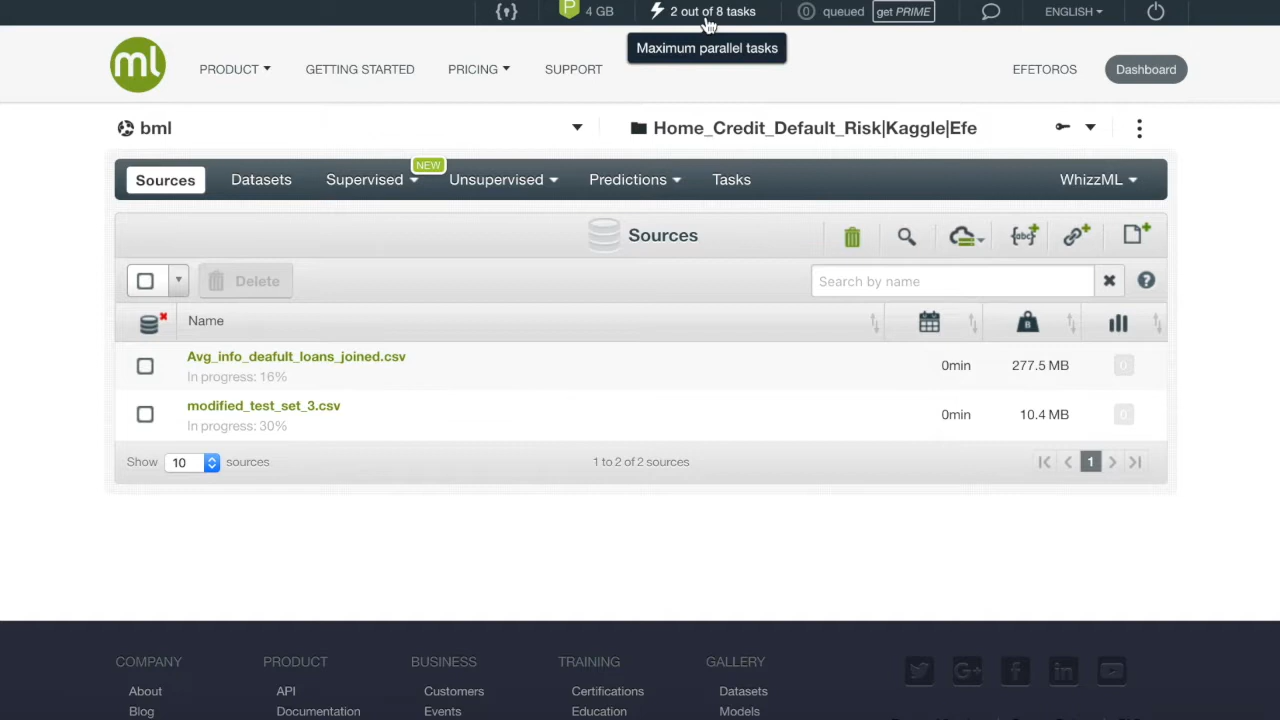 P 4 GB 2 out of 8 tasks 0 queued get PRIME ENGLISH
Maximum parallel tasks
ml PRODUCT GETTING STARTED PRICING SUPPORT EFETOROS Dashboard
bml Home_Credit_Default_Risk|Kaggle|Efe
NEW
Sources Datasets Supervised Unsupervised Predictions Tasks WhizzML
Sources {abc}
Delete Search by name
Name B
Avg_info_deafult_loans_joined.csv 0min 277.5 MB 0
In progress: 16%
modified_test_set_3.csv 0min 10.4 MB 0
In progress: 30%
Show 10 sources 1 to 2 of 2 sources 1
COMPANY PRODUCT BUSINESS TRAINING GALLERY
About API Customers Certifications Datasets
Blog Documentation Events Education Models